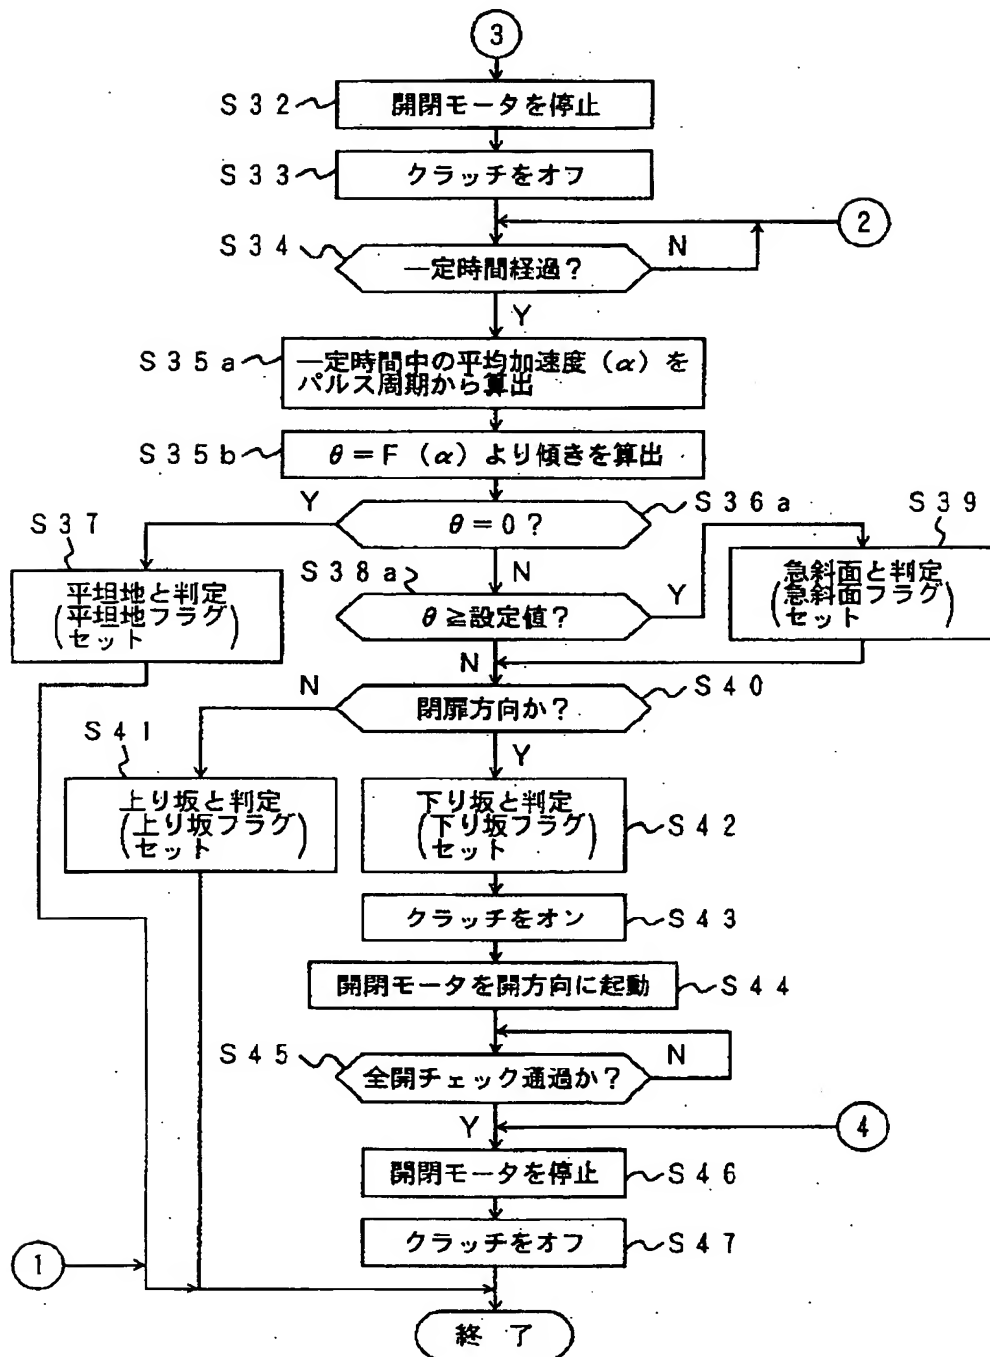 3
S32
開閉モータを停止
S33
クラッチをオフ
2
S34
一定時間経過?
N
Y
S35a
一定時間中の平均加速度(α)を
パルス周期から算出
S35b
θ=F(α)より傾きを算出
Y
S36a
θ=0?
S37
平坦地と判定
(平坦地フラグ)
セット
N
S38a
θ≧設定値?
Y
S39
急斜面と判定
(急斜面フラグ)
セット
N
S40
閉扉方向か?
N
S41
上り坂と判定
(上り坂フラグ)
セット
Y
下り坂と判定
(下り坂フラグ)
セット
S42
クラッチをオン
S43
開閉モータを開方向に起動
S44
S45
全開チェック通過か?
N
Y
4
開閉モータを停止
S46
クラッチをオフ
S47
1
終了